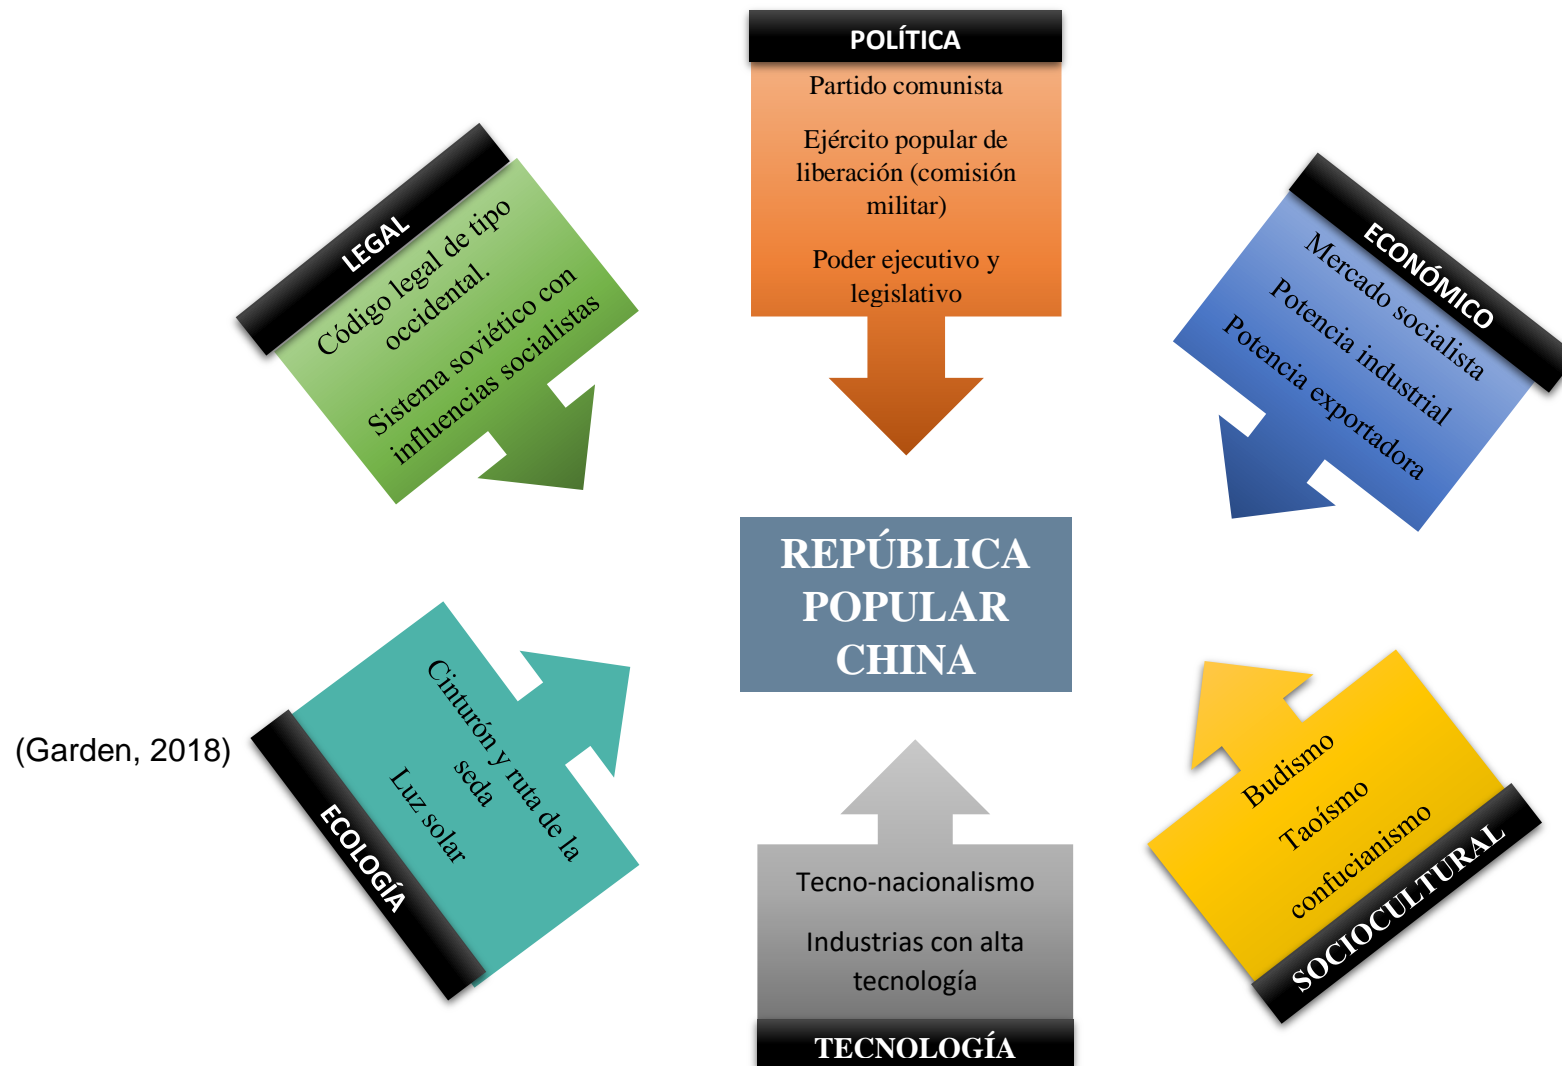 POLÍTICA
Partido comunista
Ejército popular de
liberación (comisión
militar)
Poder ejecutivo y
legislativo
LEGAL
Código legal de tipo
occidental.
Sistema soviético con
influencias socialistas
ECONÓMICO
Mercado socialista
Potencia industrial
Potencia exportadora
REPÚBLICA
POPULAR
CHINA
(Garden, 2018)
Cinturón y ruta de la
seda
Luz solar
ECOLOGÍA
Tecno-nacionalismo
Industrias con alta
tecnología
TECNOLOGÍA
Budismo
Taoísmo
confucianismo
SOCIOCULTURAL